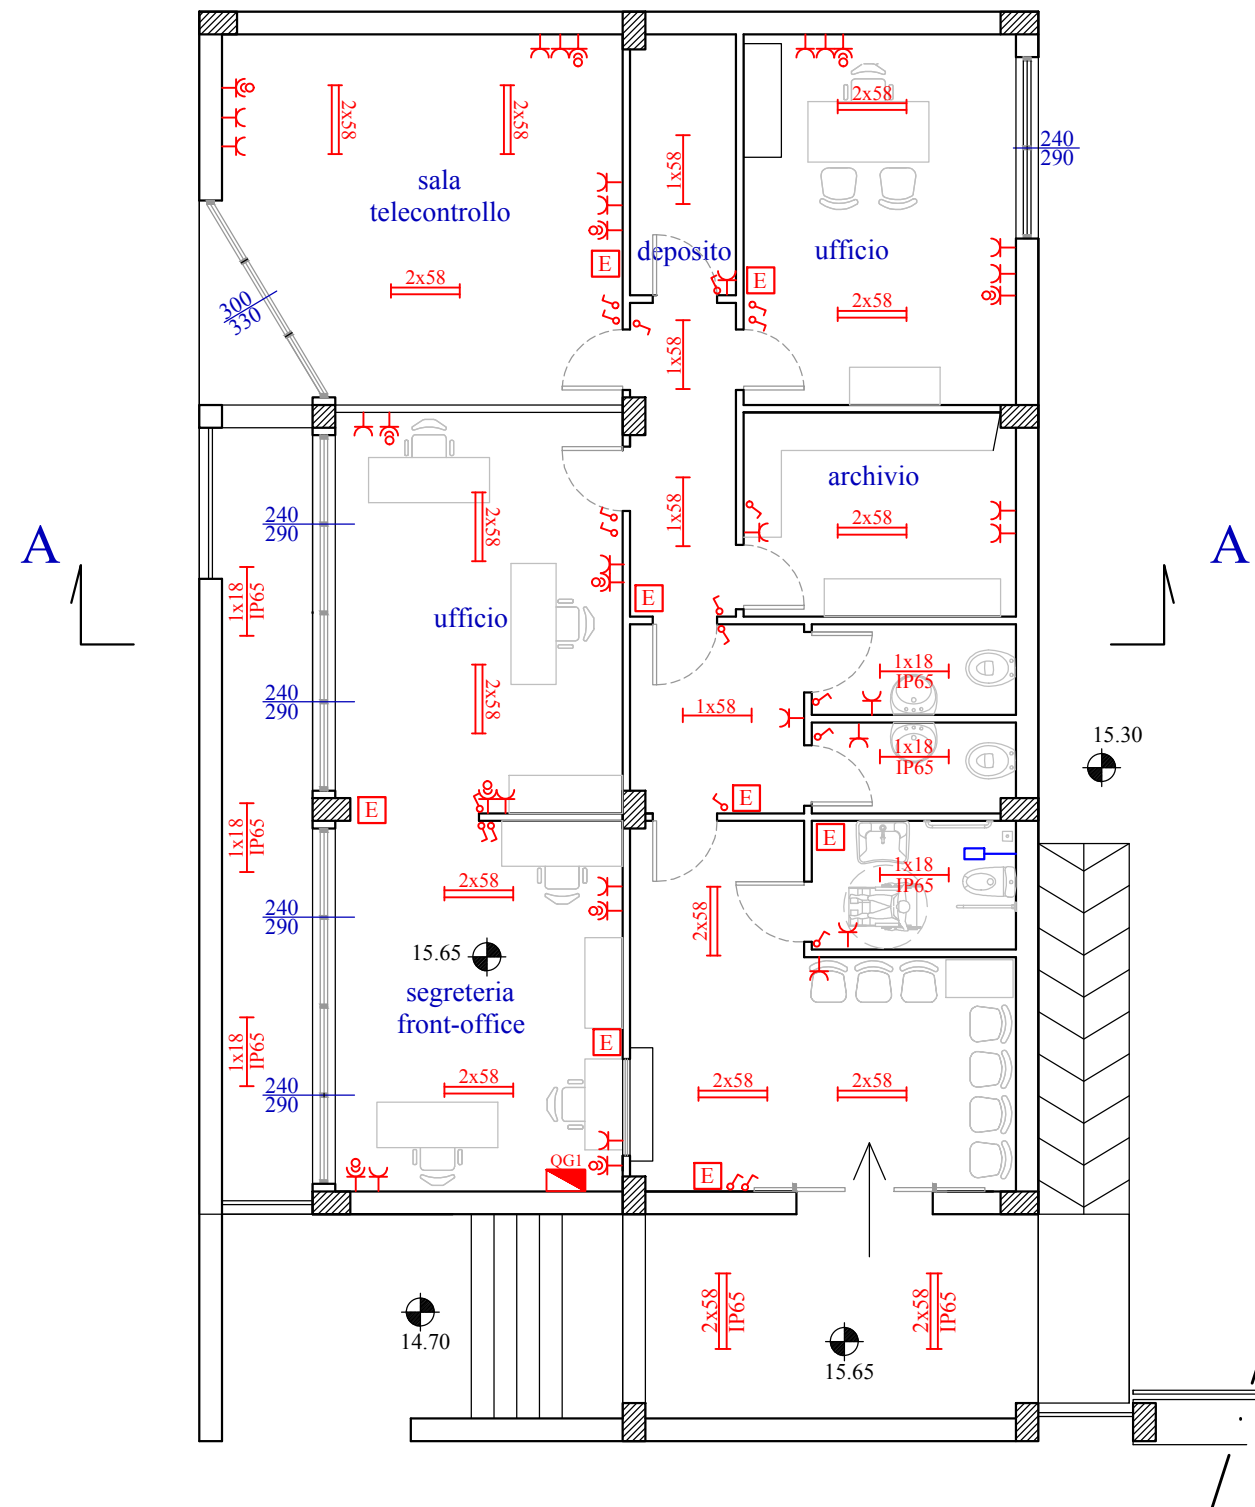 2x58
2x58
2x58
240
290
1x58
sala
telecontrollo
deposito
ufficio
E
E
2x58
2x58
300
330
1x58
archivio
1x58
2x58
2x58
A
240
290
A
1x18
IP65
E
ufficio
1x18
IP65
2x58
240
290
1x58
15.30
1x18
IP65
E
E
1x18
IP65
E
1x18
IP65
2x58
2x58
240
290
15.65
segreteria
front-office
1x18
IP65
E
2x58
2x58
2x58
240
290
QG1
E
2x58
IP65
2x58
IP65
14.70
15.65